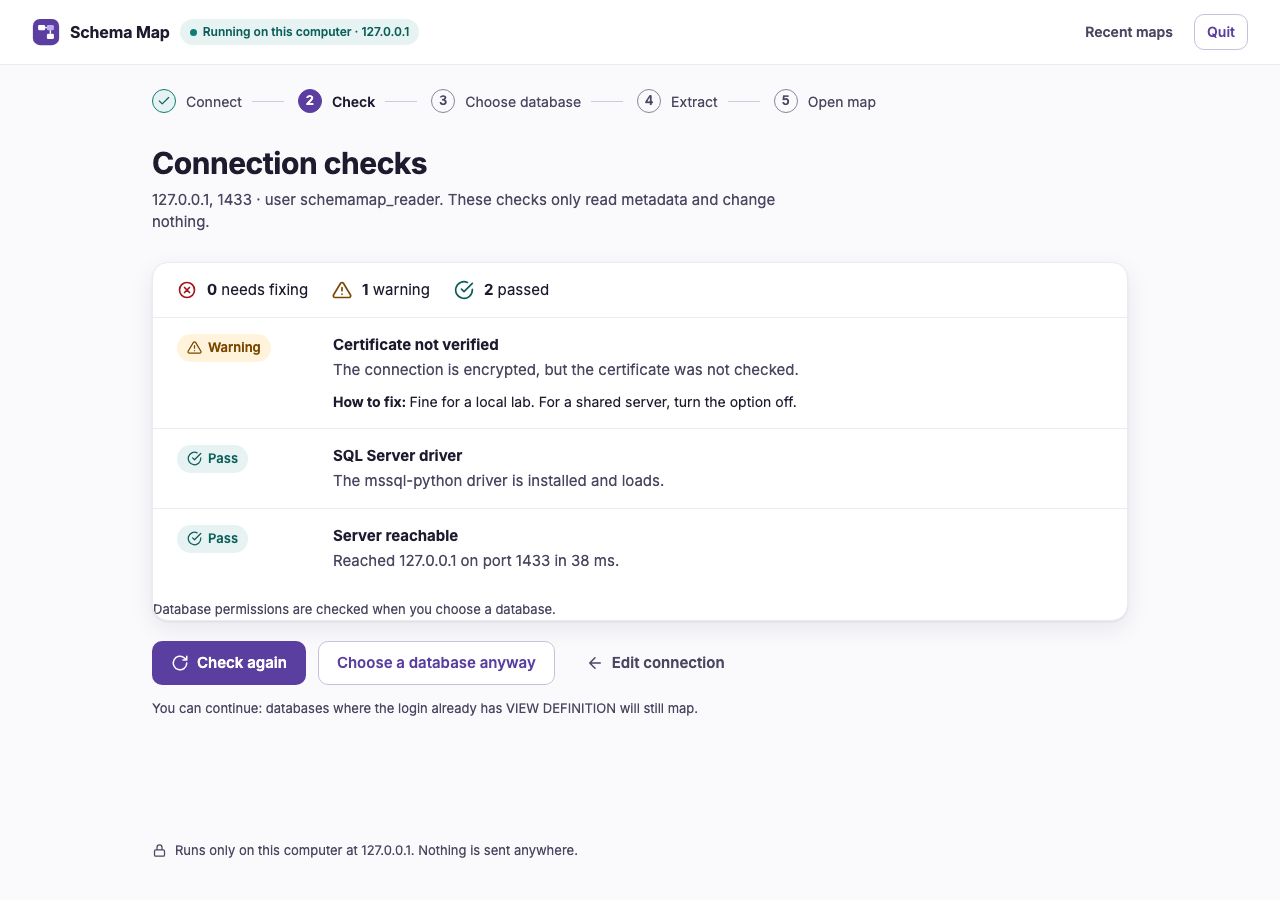 Schema Map
Running on this computer · 127.0.0.1
Recent maps
Quit
Connect
2 Check
3 Choose database
4 Extract
5 Open map
Connection checks
127.0.0.1, 1433 · user schemamap_reader. These checks only read metadata and change
nothing.
0 needs fixing
1 warning
2 passed
Warning
Certificate not verified
The connection is encrypted, but the certificate was not checked.
How to fix: Fine for a local lab. For a shared server, turn the option off.
Pass
SQL Server driver
The mssql-python driver is installed and loads.
Pass
Server reachable
Reached 127.0.0.1 on port 1433 in 38 ms.
Database permissions are checked when you choose a database.
Check again
Choose a database anyway
Edit connection
You can continue: databases where the login already has VIEW DEFINITION will still map.
Runs only on this computer at 127.0.0.1. Nothing is sent anywhere.